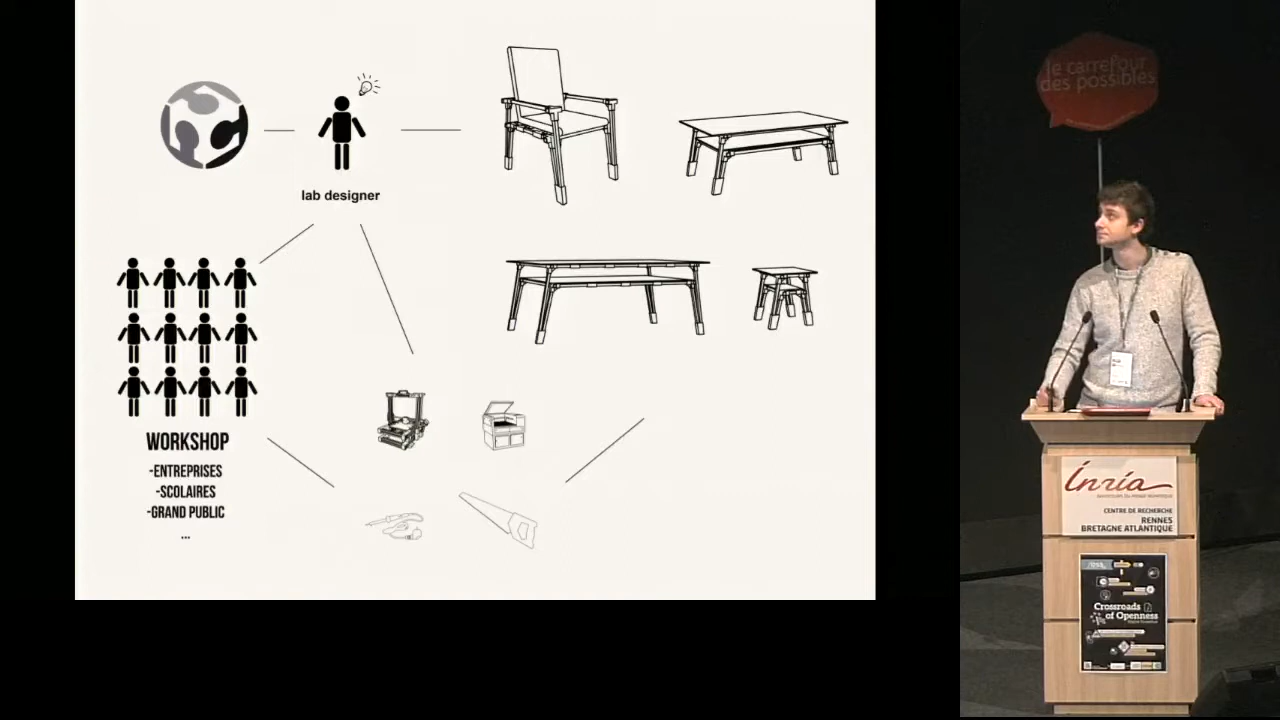 lab designer
WORKSHOP
-ENTREPRISES
-SCOLAIRES
-GRAND PUBLIC
...
le carrefour
des possibles
Inria
CENTRE DE RECHERCHE
RENNES
BRETAGNE ATLANTIQUE
Crossroads
of Openness